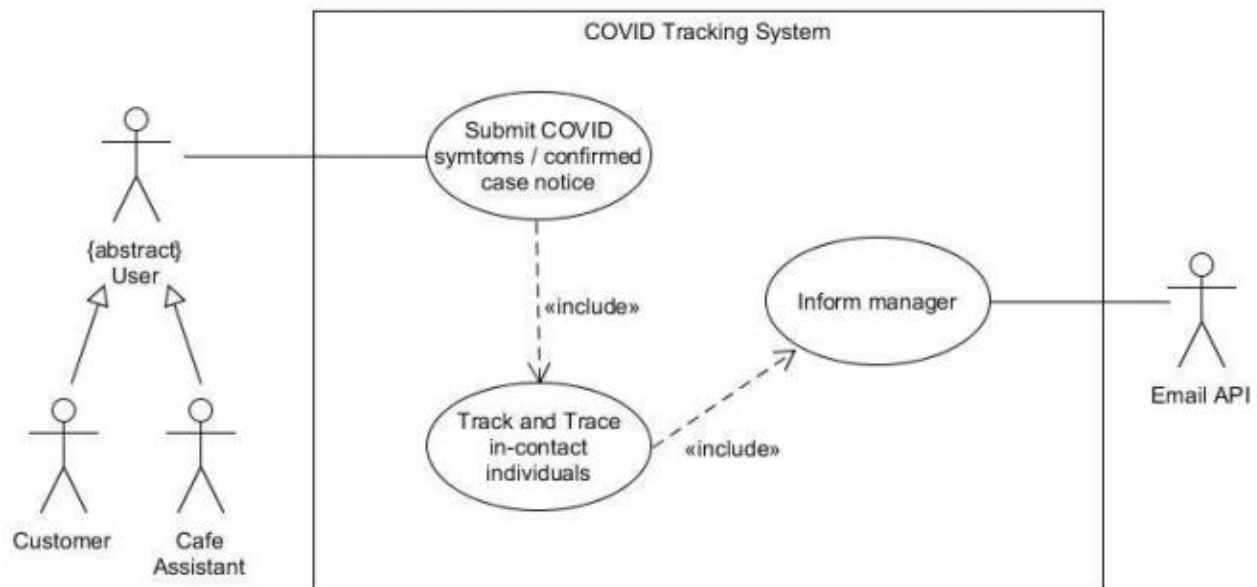 COVID Tracking System
Submit COVID
symtoms / confirmed
case notice
{abstract}
User
«include»
Inform manager
Email API
Track and Trace
in-contact
individuals
«include»
Customer
Cafe
Assistant